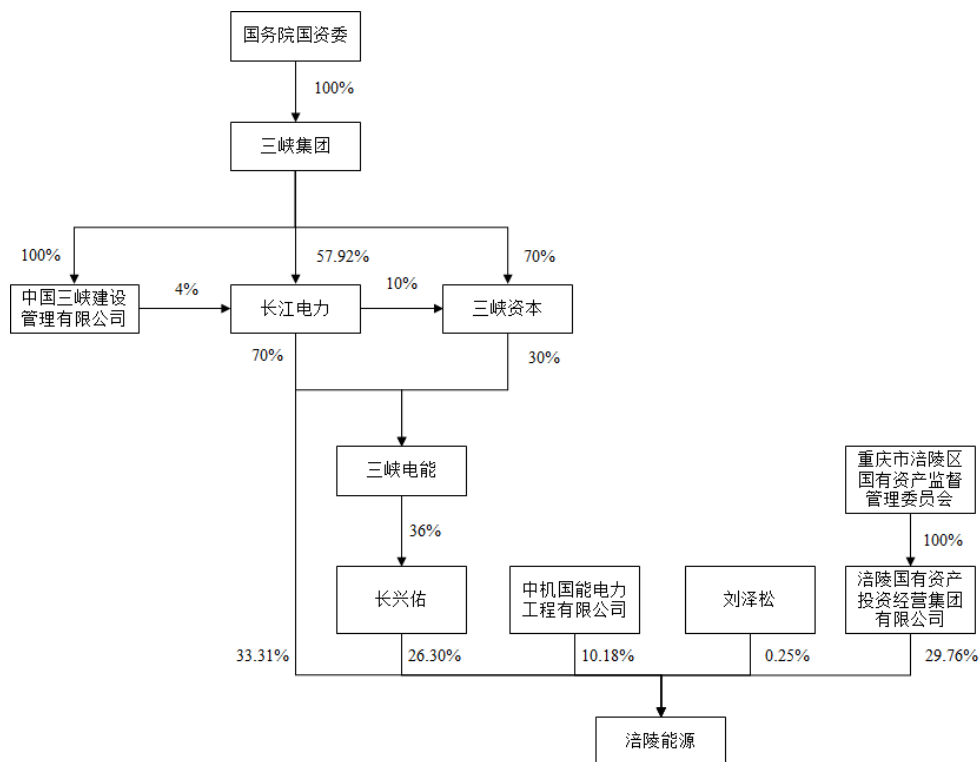 国务院国资委
100%
三峡集团
100%
57.92%
70%
中国三峡建设
管理有限公司
4%
长江电力
10%
三峡资本
70%
30%
三峡电能
重庆市涪陵区
国有资产监督
管理委员会
36%
100%
长兴佑
中机国能电力
工程有限公司
刘泽松
涪陵国有资产
投资经营集团
有限公司
33.31%
26.30%
10.18%
0.25%
29.76%
涪陵能源